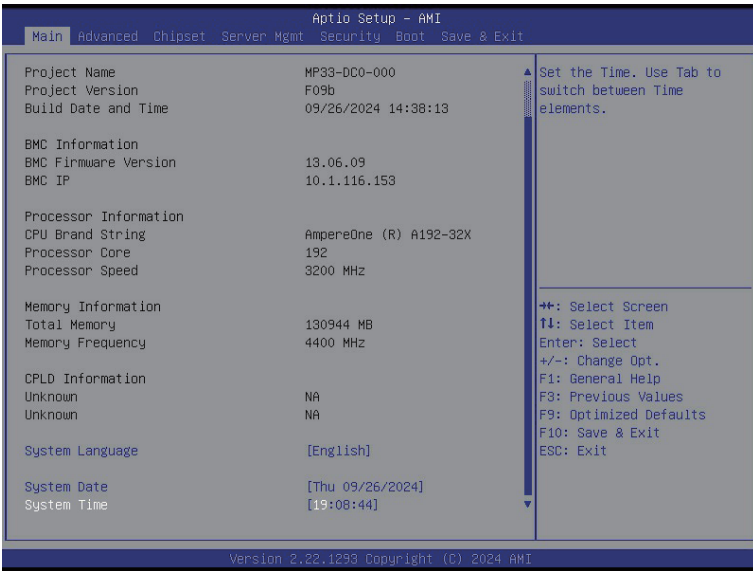 Aptio Setup - AMI
Main Advanced Chipset Server Mgmt Security Boot Save & Exit
Project Name MP33-DC0-000
Project Version F09b
Build Date and Time 09/26/2024 14:38:13
BMC Information
BMC Firmware Version 13.06.09
BMC IP 10.1.116.153
Processor Information
CPU Brand String AmpereOne (R) A192-32X
Processor Core 192
Processor Speed 3200 MHz
Memory Information
Total Memory 130944 MB
Memory Frequency 4400 MHz
CPLD Information
Unknown NA
Unknown NA
System Language [English]
System Date [Thu 09/26/2024]
System Time [19:08:44]
Set the Time. Use Tab to
switch between Time
elements.
→←: Select Screen
↑↓: Select Item
Enter: Select
+/-: Change Opt.
F1: General Help
F3: Previous Values
F9: Optimized Defaults
F10: Save & Exit
ESC: Exit
Version 2.22.1293 Copyright (C) 2024 AMI